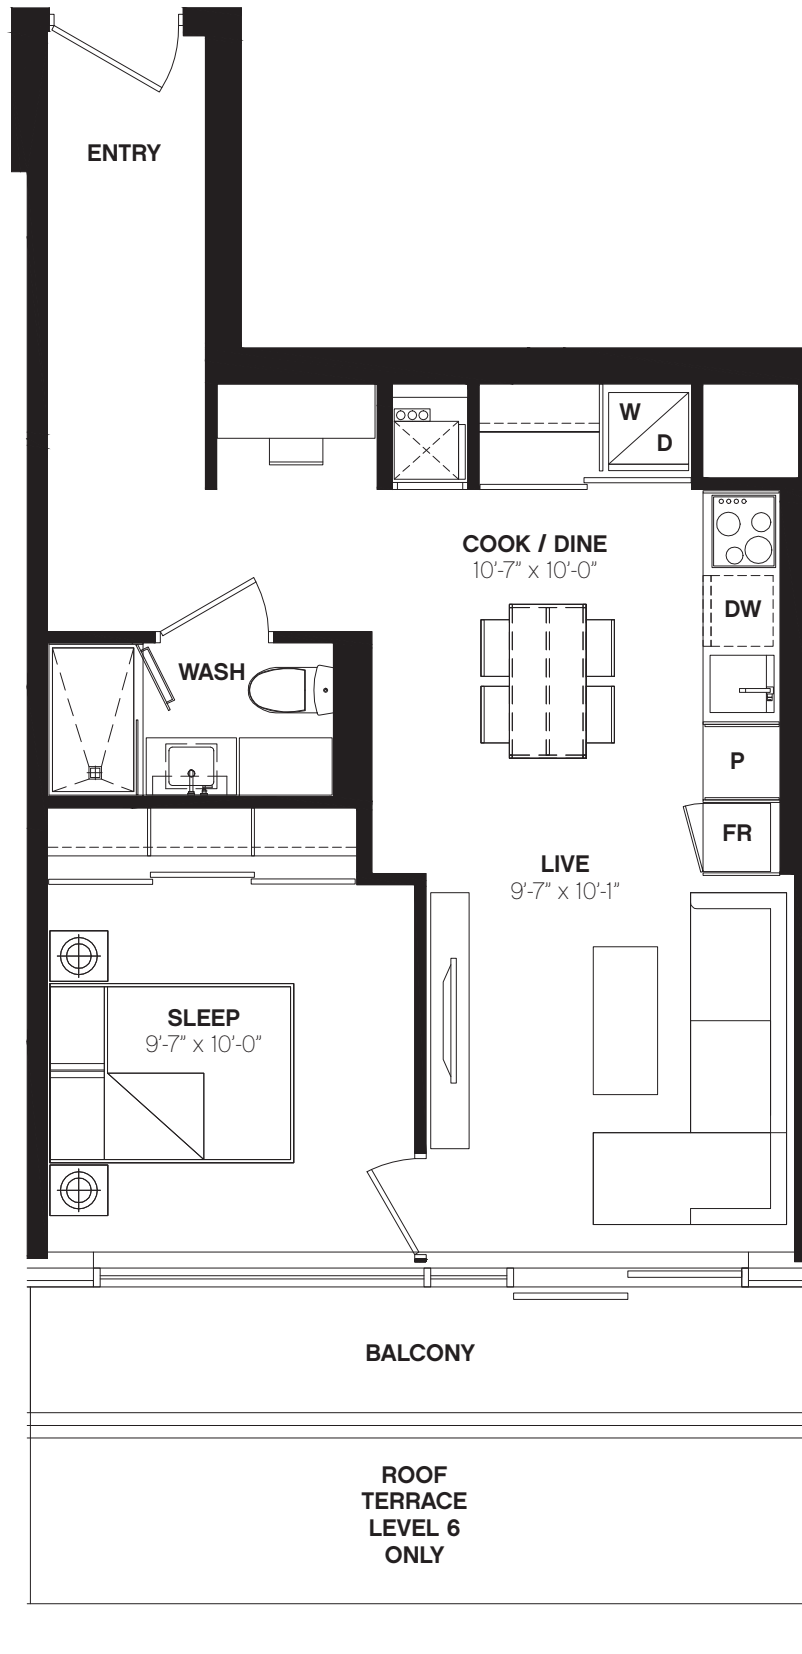 ENTRY
W
D
COOK / DINE
10'-7" x 10'-0"
DW
WASH
P
FR
LIVE
9'-7" x 10'-1"
SLEEP
9'-7" x 10'-0"
BALCONY
ROOF
TERRACE
LEVEL 6
ONLY